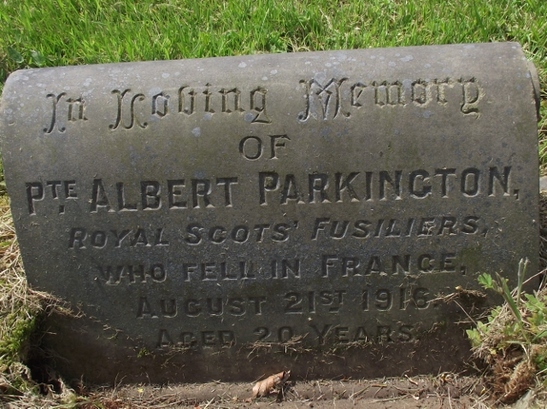 In Loving Memory
OF
PTE ALBERT PARKINGTON,
ROYAL SCOTS' FUSILIERS,
WHO FELL IN FRANCE,
AUGUST 21ST
AGED 20 YEARS